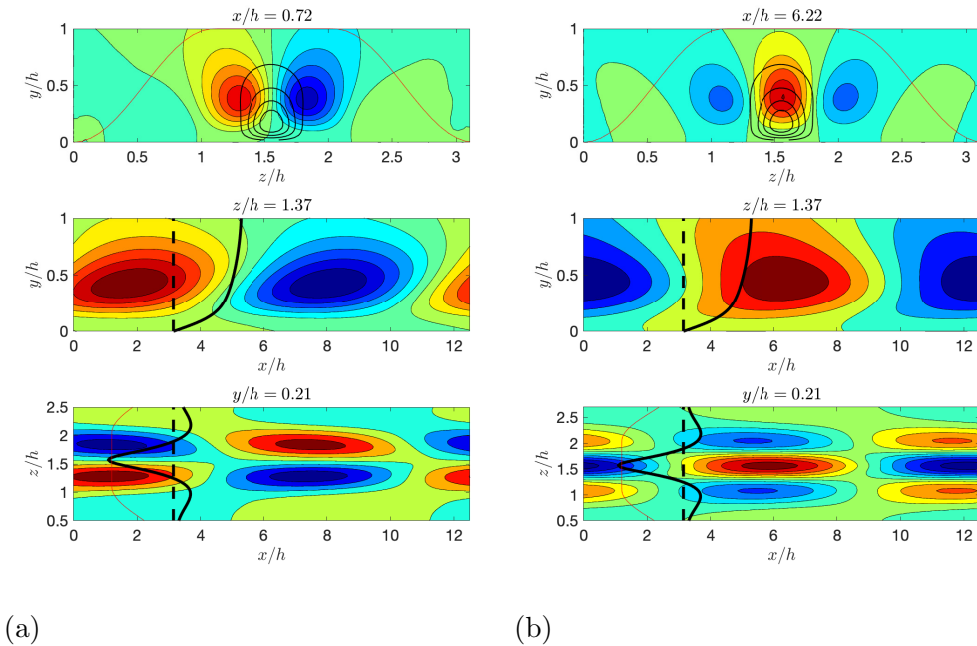 x/h = 0.72
1
0.5
0
y/h
0 0.5 1 1.5 2 2.5 3
z/h
z/h = 1.37
1
0.5
0
y/h
0 2 4 6 8 10 12
x/h
y/h = 0.21
2.5
2
1.5
1
0.5
z/h
0 2 4 6 8 10 12
x/h
(a)
x/h = 6.22
1
0.5
0
y/h
0 0.5 1 1.5 2 2.5 3
z/h
z/h = 1.37
1
0.5
0
y/h
0 2 4 6 8 10 12
x/h
y/h = 0.21
2.5
2
1.5
1
0.5
z/h
0 2 4 6 8 10 12
x/h
(b)